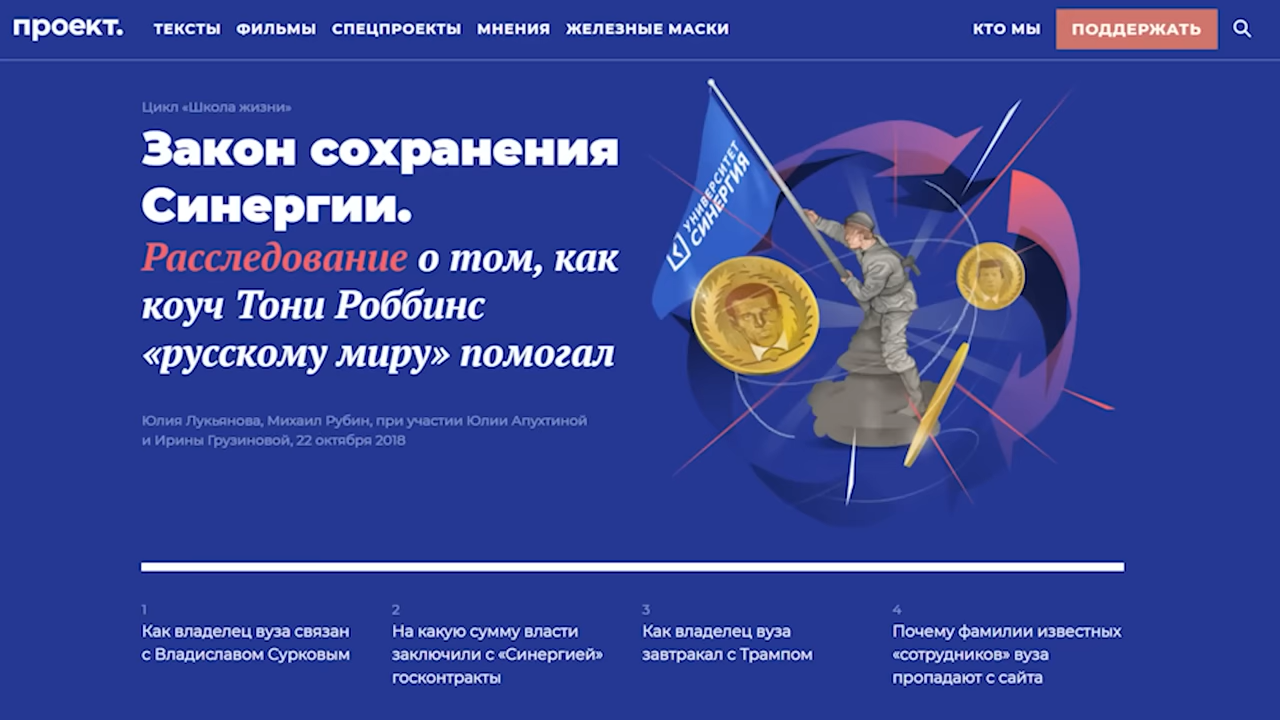 проект.
ТЕКСТЫ ФИЛЬМЫ СПЕЦПРОЕКТЫ МНЕНИЯ ЖЕЛЕЗНЫЕ МАСКИ
КТО МЫ
ПОДДЕРЖАТЬ
Цикл «Школа жизни»
Закон сохранения
Синергии.
Расследование о том, как
коуч Тони Роббинс
«русскому миру» помогал
Юлия Лукьянова, Михаил Рубин, при участии Юлии Апухтиной
и Ирины Грузиновой, 22 октября 2018
УНИВЕРСИТЕТ
СИНЕРГИЯ
1
Как владелец вуза связан
с Владиславом Сурковым
2
На какую сумму власти
заключили с «Синергией»
госконтракты
3
Как владелец вуза
завтракал с Трампом
4
Почему фамилии известных
«сотрудников» вуза
пропадают с сайта